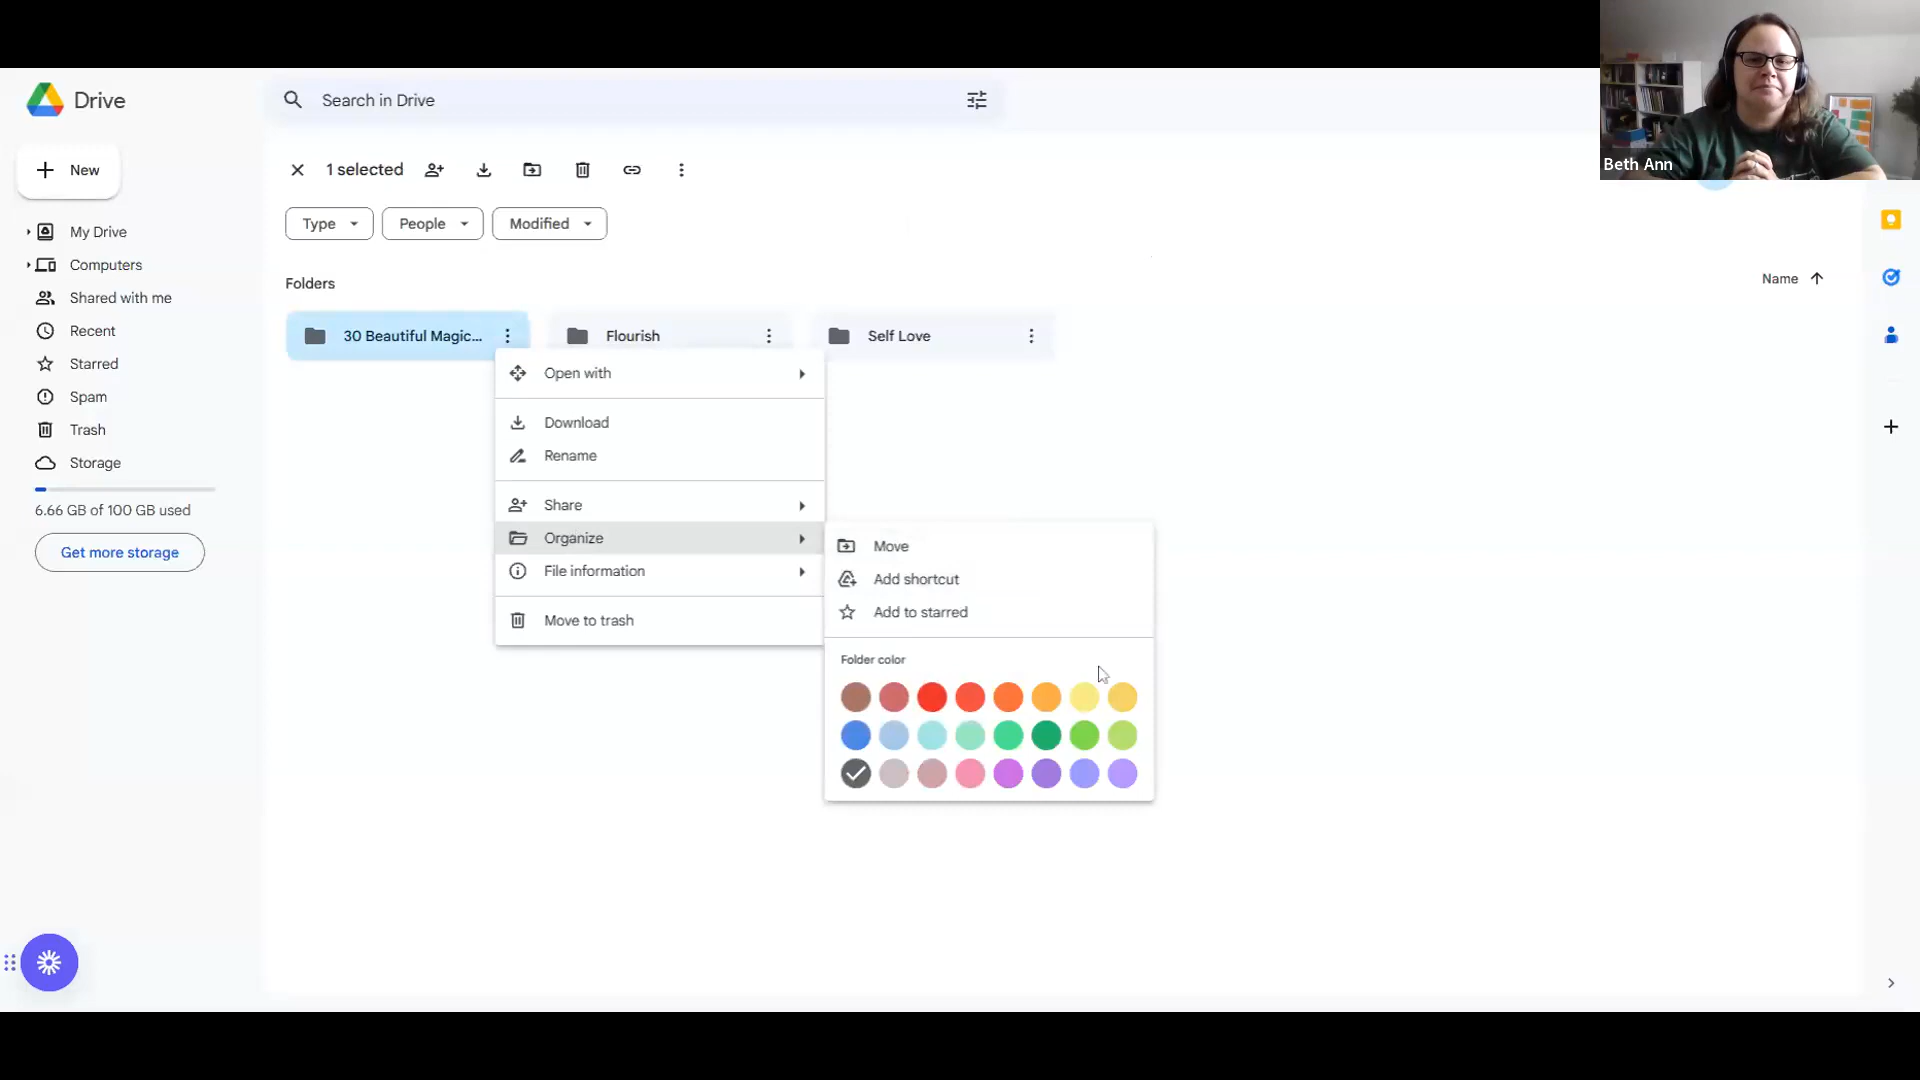 Drive
Search in Drive
Beth Ann
New
1 selected
Type
People
Modified
My Drive
Computers
Shared with me
Recent
Starred
Spam
Trash
Storage
6.66 GB of 100 GB used
Get more storage
Folders
Name
30 Beautiful Magic...
Flourish
Self Love
Open with
Download
Rename
Share
Organize
File information
Move to trash
Move
Add shortcut
Add to starred
Folder color